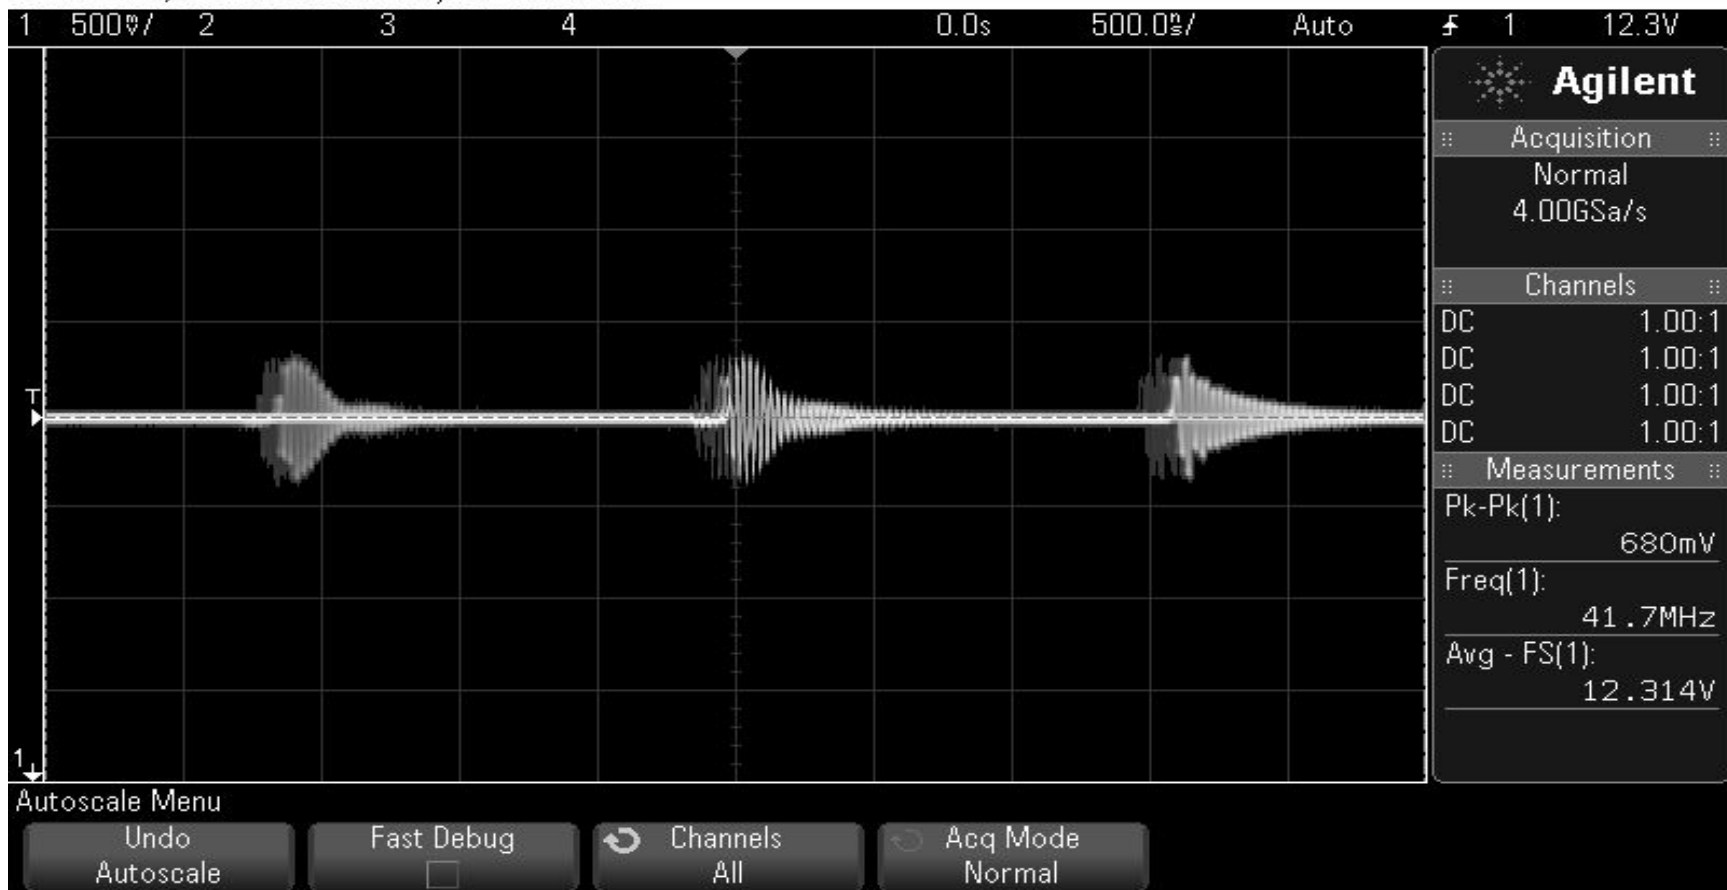 1 500mV/ 2 3 4 0.0s 500.0ns/ Auto 1 12.3V
Agilent
Acquisition
Normal
4.00GSa/s
Channels
DC 1.00:1
DC 1.00:1
DC 1.00:1
DC 1.00:1
Measurements
Pk-Pk(1):
680mV
Freq(1):
41.7MHz
Avg - FS(1):
12.314V
T
1
Autoscale Menu
Undo Autoscale
Fast Debug
Channels All
Acq Mode Normal